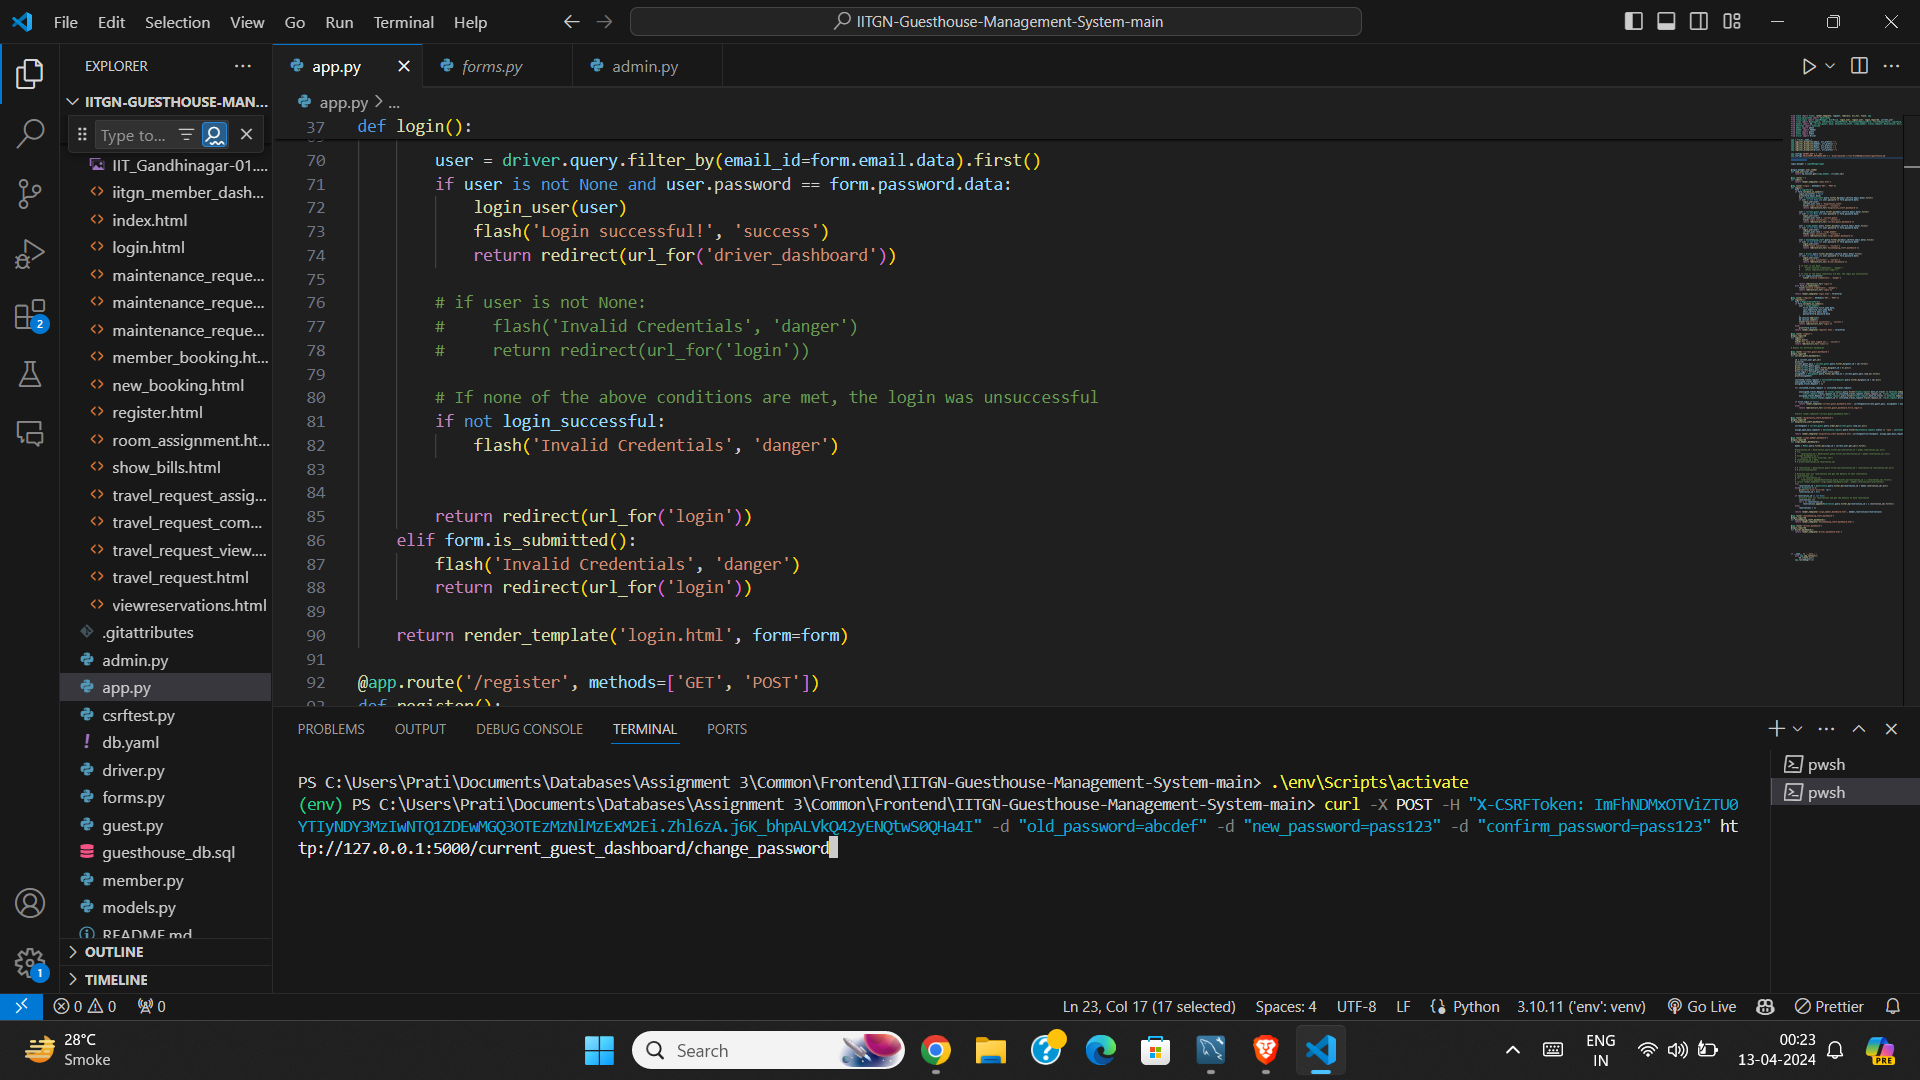 File Edit Selection View Go Run Terminal Help
IITGN-Guesthouse-Management-System-main
EXPLORER
IITGN-GUESTHOUSE-MAN...
Type to...
IIT_Gandhinagar-01....
iitgn_member_dash...
index.html
login.html
maintenance_reque...
maintenance_reque...
maintenance_reque...
member_booking.ht...
new_booking.html
register.html
room_assignment.ht...
show_bills.html
travel_request_assig...
travel_request_com...
travel_request_view....
travel_request.html
viewreservations.html
.gitattributes
admin.py
app.py
csrftest.py
db.yaml
driver.py
forms.py
guest.py
guesthouse_db.sql
member.py
models.py
README.md
OUTLINE
TIMELINE
2
1
app.py forms.py admin.py
app.py > ...
37 def login():
70 user = driver.query.filter_by(email_id=form.email.data).first()
71 if user is not None and user.password == form.password.data:
72 login_user(user)
73 flash('Login successful!', 'success')
74 return redirect(url_for('driver_dashboard'))
75
76 # if user is not None:
77 #     flash('Invalid Credentials', 'danger')
78 #     return redirect(url_for('login'))
79
80 # If none of the above conditions are met, the login was unsuccessful
81 if not login_successful:
82 flash('Invalid Credentials', 'danger')
83
84
85 return redirect(url_for('login'))
86 elif form.is_submitted():
87 flash('Invalid Credentials', 'danger')
88 return redirect(url_for('login'))
89
90 return render_template('login.html', form=form)
91
92 @app.route('/register', methods=['GET', 'POST'])
93 def register():
PROBLEMS OUTPUT DEBUG CONSOLE TERMINAL PORTS
PS C:\Users\Prati\Documents\Databases\Assignment 3\Common\Frontend\IITGN-Guesthouse-Management-System-main> .\env\Scripts\activate
(env) PS C:\Users\Prati\Documents\Databases\Assignment 3\Common\Frontend\IITGN-Guesthouse-Management-System-main> curl -X POST -H "X-CSRFToken: ImFhNDMxOTViZTU0
YTIyNDY3MzIwNTQ1ZDEwMGQ3OTEzMzNlMzExM2Ei.Zhl6zA.j6K_bhpALVkQ42yENQtwS0QHa4I" -d "old_password=abcdef" -d "new_password=pass123" -d "confirm_password=pass123" ht
tp://127.0.0.1:5000/current_guest_dashboard/change_password
pwsh
pwsh
0 0 0
Ln 23, Col 17 (17 selected) Spaces: 4 UTF-8 LF Python 3.10.11 ('env': venv) Go Live Prettier
28°C
Smoke
Search
ENG
IN
00:23
13-04-2024
PRE